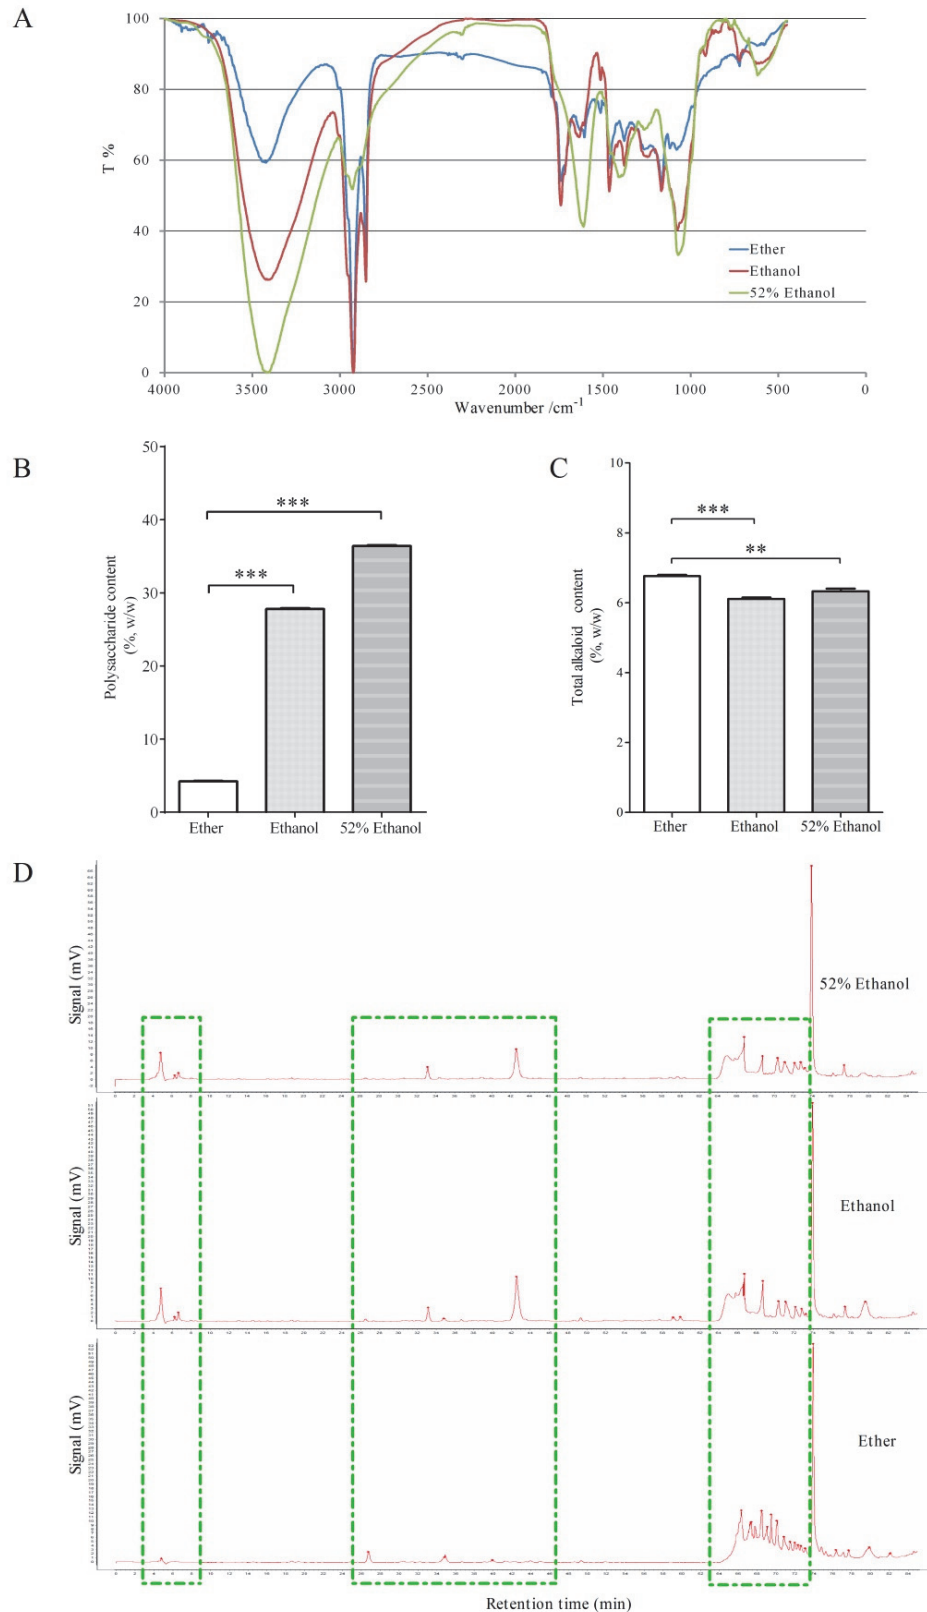 A
100
80
60
40
20
0
T %
4000 3500 3000 2500 2000 1500 1000 500 0
Wavenumber /cm⁻¹
Ether
Ethanol
52% Ethanol
B
50
40
30
20
10
0
Polysaccharide content
(%, w/w)
***
***
Ether Ethanol 52% Ethanol
C
10
8
6
4
2
0
Total alkaloid content
(%, w/w)
***
**
Ether Ethanol 52% Ethanol
D
Signal (mV)
52% Ethanol
Signal (mV)
Ethanol
Signal (mV)
Ether
Retention time (min)